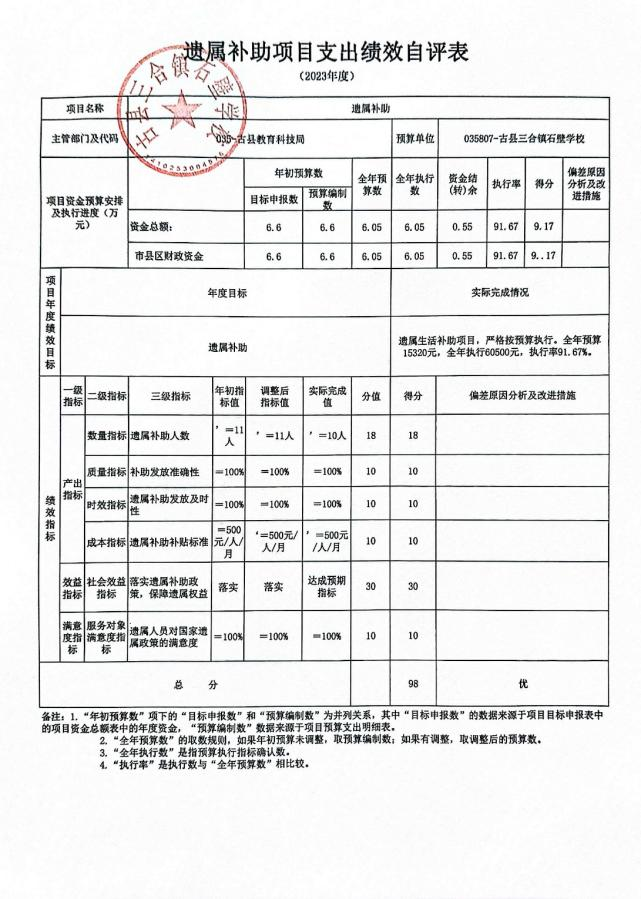 遗属补助项目支出绩效自评表
（2023年度）
古县三合镇石壁学校
项目名称 遗属补助
主管部门及代码 035-古县教育科技局 预算单位 035807-古县三合镇石壁学校
项目资金预算安排及执行进度（万元） 年初预算数 全年预算数 全年执行数 资金结(转)余 执行率 得分 偏差原因分析及改进措施
目标申报数 预算编制数
资金总额： 6.6 6.6 6.05 6.05 0.55 91.67 9.17
市县区财政资金 6.6 6.6 6.05 6.05 0.55 91.67 9..17
项目年度绩效目标 年度目标 实际完成情况
遗属补助 遗属生活补助项目，严格按预算执行。全年预算15320元，全年执行60500元，执行率91.67%。
绩效指标 一级指标 二级指标 三级指标 年初指标值 调整后指标值 实际完成值 分值 得分 偏差原因分析及改进措施
产出指标 数量指标 遗属补助人数 ’＝11人 ’＝11人 ’＝10人 18 18
质量指标 补助发放准确性 ＝100% ＝100% ＝100% 10 10
时效指标 遗属补助发放及时性 ＝100% ＝100% ＝100% 10 10
成本指标 遗属补助补贴标准 ＝500元/人/月 ‘＝500元/人/月 ’＝500元/人/月 10 10
效益指标 社会效益指标 落实遗属补助政策，保障遗属权益 落实 落实 达成预期指标 30 30
满意度指标 服务对象满意度指标 遗属人员对国家遗属政策的满意度 ＝100% ＝100% ＝100% 10 10
总 分 98 优
备注：1.“年初预算数”项下的“目标申报数”和“预算编制数”为并列关系，其中“目标申报数”的数据来源于项目目标申报表中
的项目资金总额表中的年度资金，“预算编制数”数据来源于项目预算支出明细表。
2.“全年预算数”的取数规则，如果年初预算未调整，取预算编制数；如果有调整，取调整后的预算数。
3.“全年执行数”是指预算执行指标确认数。
4.“执行率”是执行数与“全年预算数”相比较。